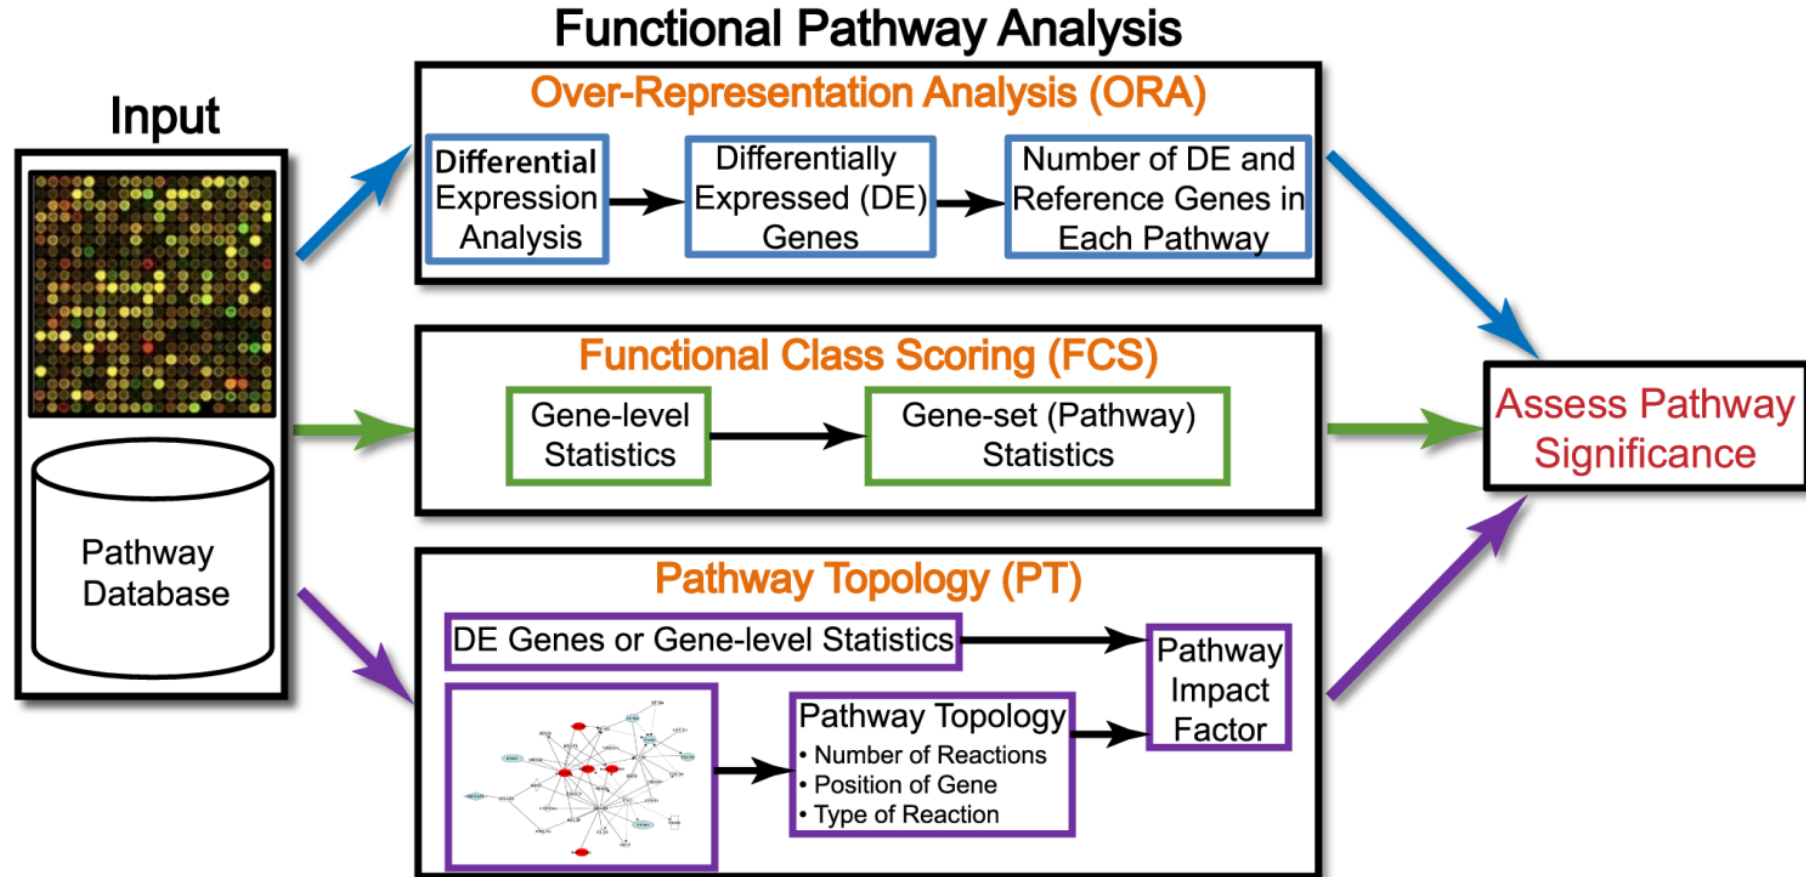 Functional Pathway Analysis
Input
Pathway
Database
Over-Representation Analysis (ORA)
Differential
Expression
Analysis
Differentially
Expressed (DE)
Genes
Number of DE and
Reference Genes in
Each Pathway
Functional Class Scoring (FCS)
Gene-level
Statistics
Gene-set (Pathway)
Statistics
Pathway Topology (PT)
DE Genes or Gene-level Statistics
Pathway Topology
• Number of Reactions
• Position of Gene
• Type of Reaction
Pathway
Impact
Factor
Assess Pathway
Significance